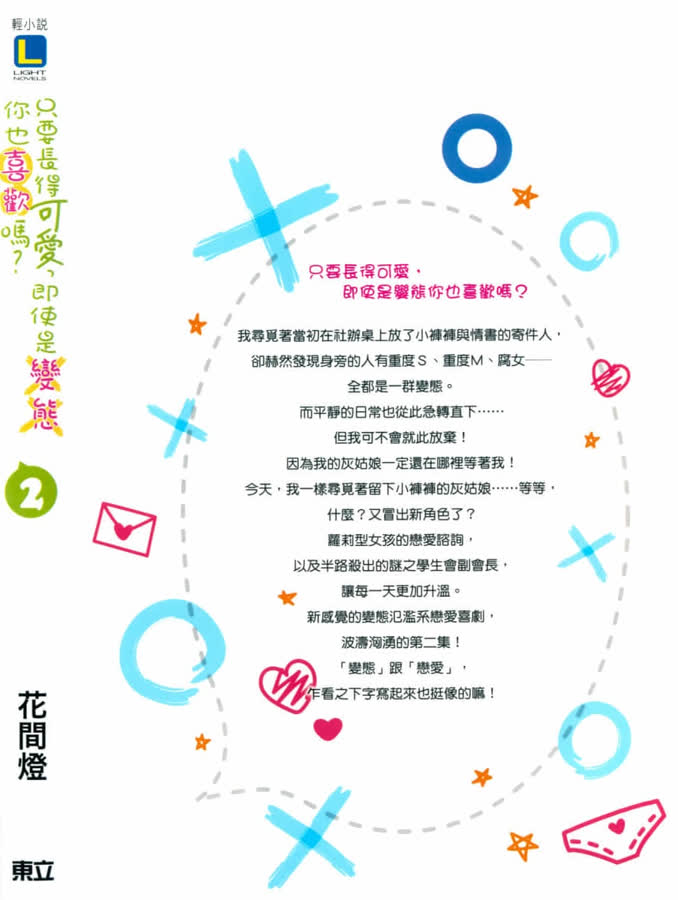 輕小說
L
LIGHT
NOVELS
只要長得可愛，即使是變態
你也喜歡嗎？
2
花間燈
東立
只要長得可愛，
即使是變態你也喜歡嗎？
我尋覓著當初在社辦桌上放了小褲褲與情書的寄件人，
卻赫然發現身旁的人有重度Ｓ、重度Ｍ、腐女──
全都是一群變態。
而平靜的日常也從此急轉直下⋯⋯
但我可不會就此放棄！
因為我的灰姑娘一定還在哪裡等著我！
今天，我一樣尋覓著留下小褲褲的灰姑娘⋯⋯等等，
什麼？又冒出新角色了？
蘿莉型女孩的戀愛諮詢，
以及半路殺出的謎之學生會副會長，
讓每一天更加升溫。
新感覺的變態氾濫系戀愛喜劇，
波濤洶湧的第二集！
「變態」跟「戀愛」，
乍看之下字寫起來也挺像的嘛！